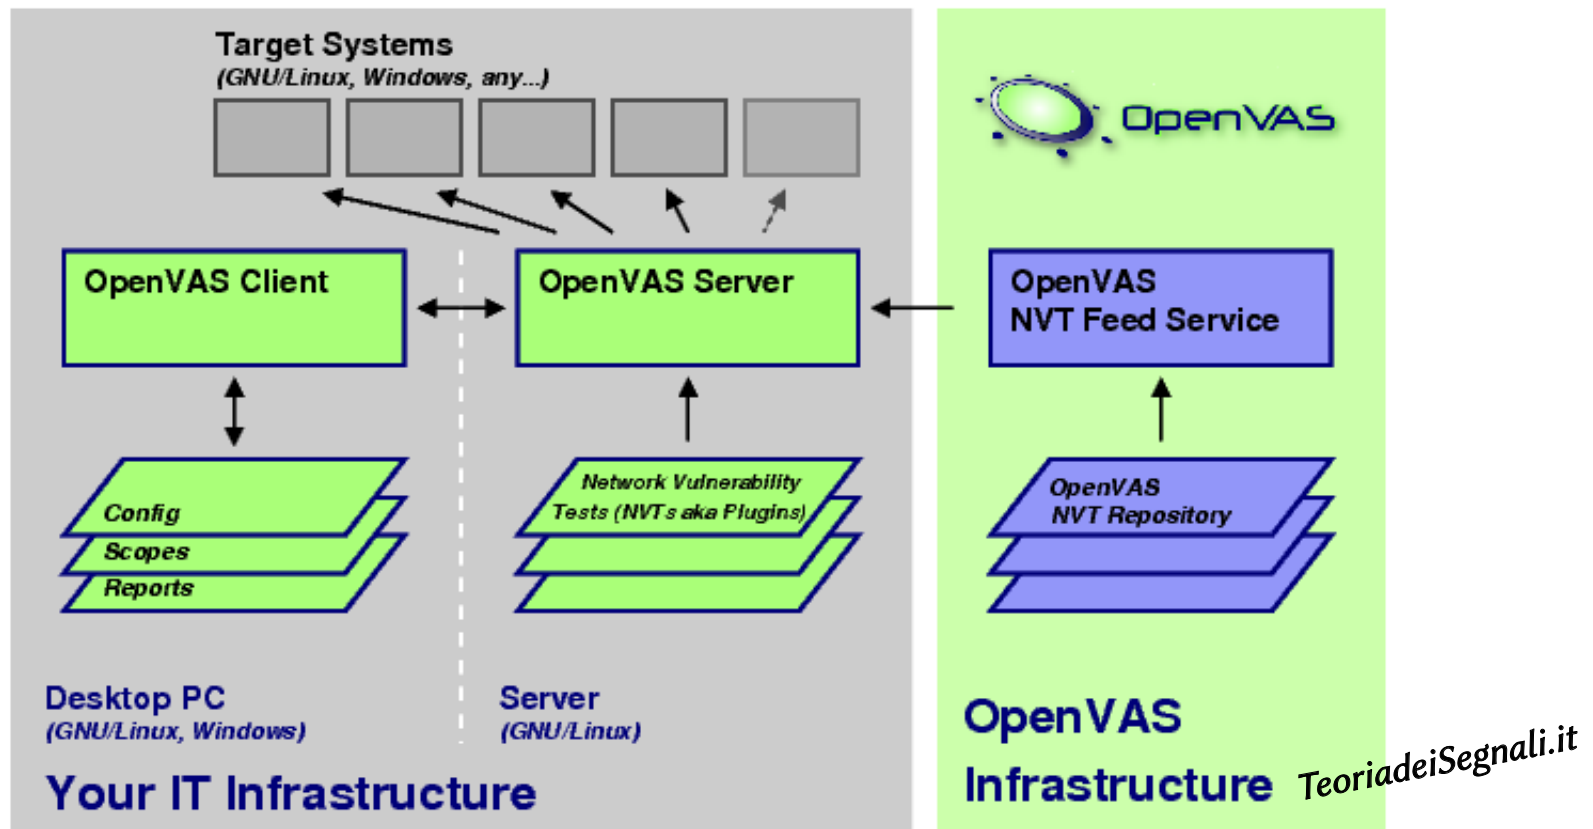 Target Systems
(GNU/Linux, Windows, any...)
OpenVAS
OpenVAS Client
OpenVAS Server
OpenVAS
NVT Feed Service
Config
Scopes
Reports
Network Vulnerability
Tests (NVTs aka Plugins)
OpenVAS
NVT Repository
Desktop PC
(GNU/Linux, Windows)
Server
(GNU/Linux)
Your IT Infrastructure
OpenVAS
Infrastructure
TeoriadeiSegnali.it